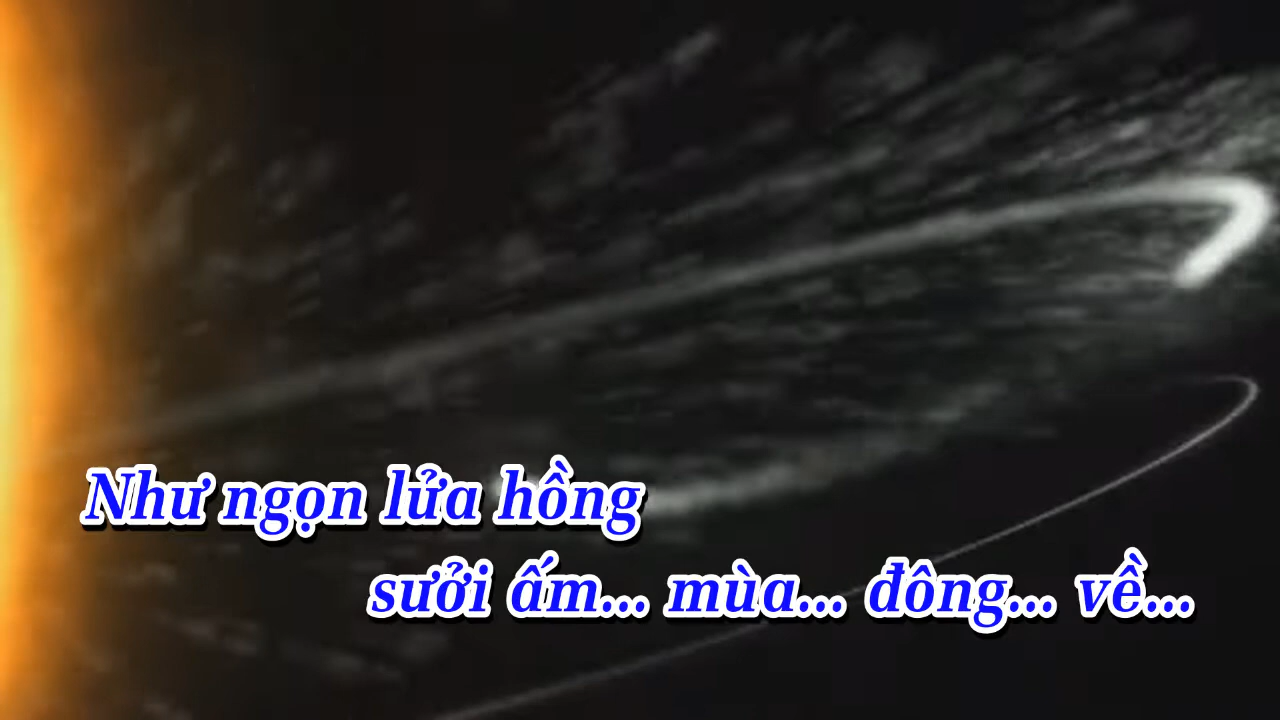 Như ngọn lửa hồng
sưởi ấm... mùa... đông... về...